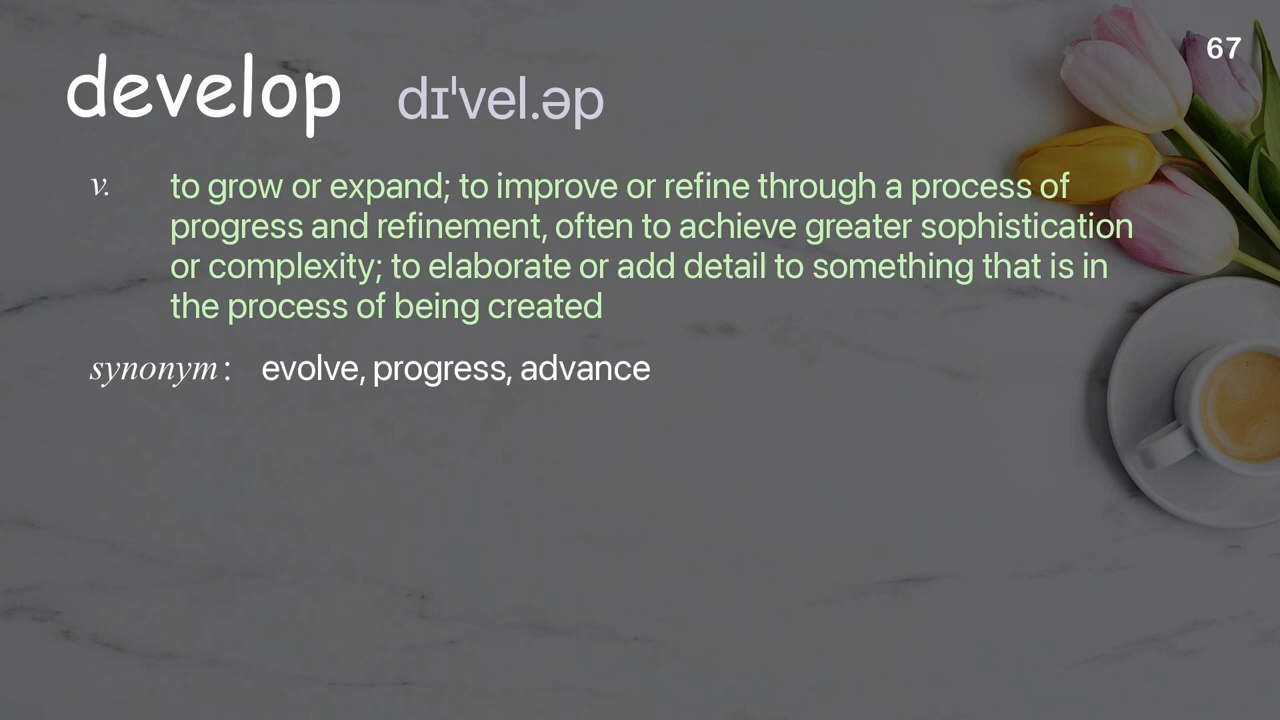 67
develop dɪˈvel.əp
v. to grow or expand; to improve or refine through a process of
progress and refinement, often to achieve greater sophistication
or complexity; to elaborate or add detail to something that is in
the process of being created
synonym: evolve, progress, advance